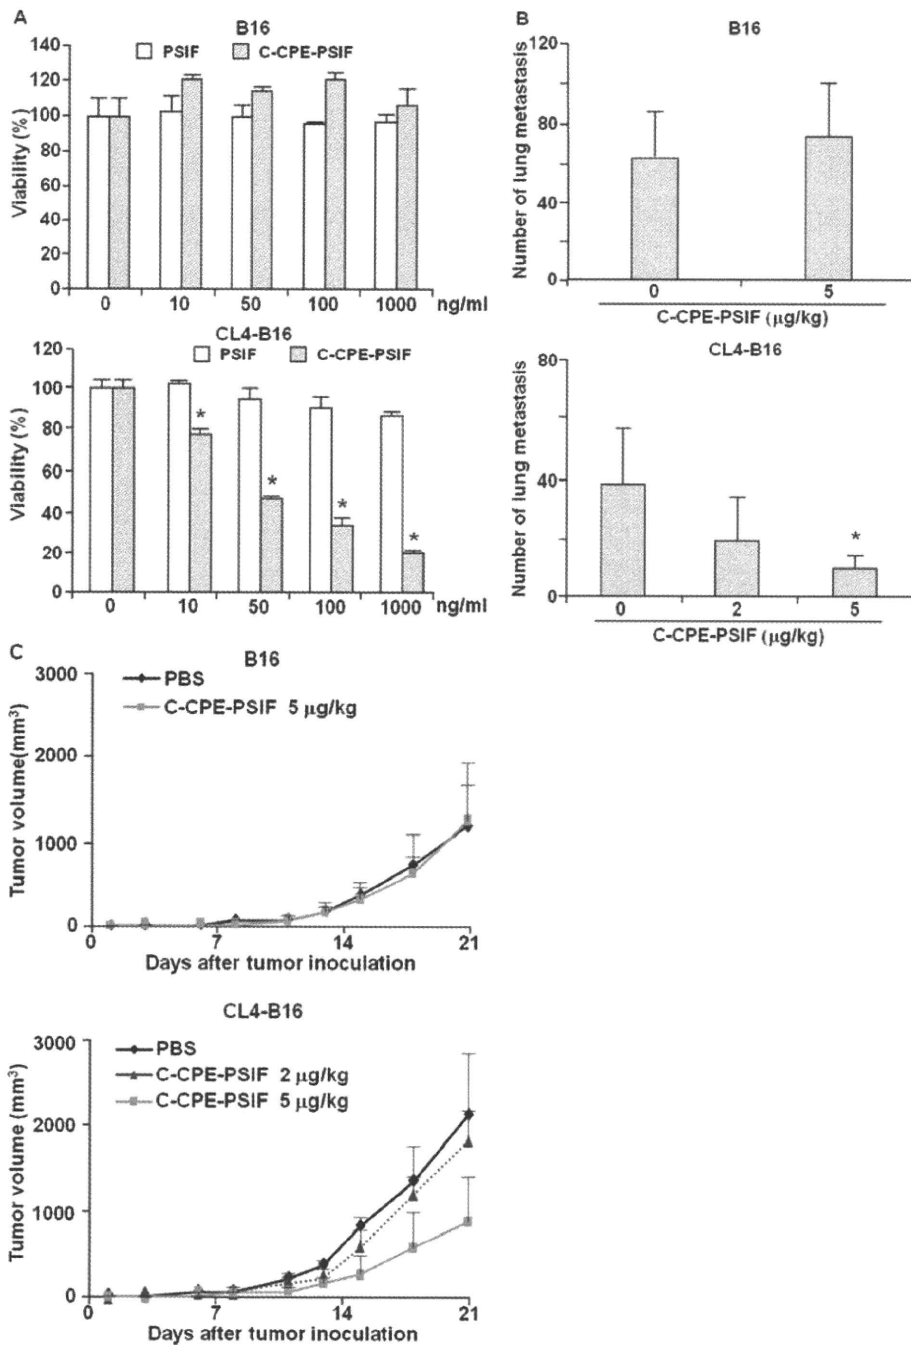 A
B16
PSIF C-CPE-PSIF
Viability (%)
140
120
100
80
60
40
20
0
0 10 50 100 1000 ng/ml
CL4-B16
PSIF C-CPE-PSIF
Viability (%)
120
100
80
60
40
20
0
* * * *
0 10 50 100 1000 ng/ml
B
B16
Number of lung metastasis
120
80
40
0
0 5
C-CPE-PSIF (μg/kg)
CL4-B16
Number of lung metastasis
80
40
0
*
0 2 5
C-CPE-PSIF (μg/kg)
C
B16
PBS
C-CPE-PSIF 5 μg/kg
Tumor volume(mm³)
3000
2000
1000
0
0 7 14 21
Days after tumor inoculation
CL4-B16
PBS
C-CPE-PSIF 2 μg/kg
C-CPE-PSIF 5 μg/kg
Tumor volume (mm³)
3000
2000
1000
0
0 7 14 21
Days after tumor inoculation